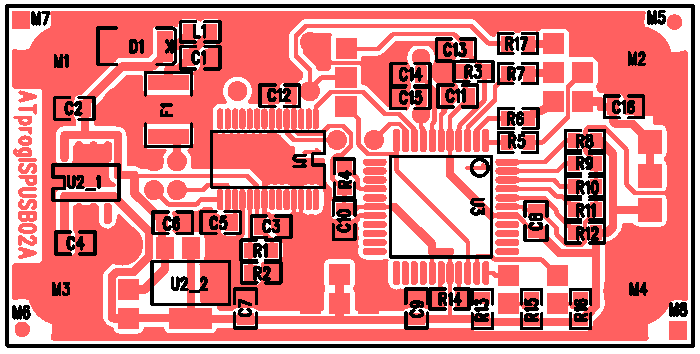 M7
M5
L1
D1
K
C1
M1
M2
R17
C13
C14
R3
R7
C15
C11
C12
C2
F1
C16
R6
R5
R8
R9
R10
R11
R12
ATprogISPUSB02A
U1
U2_1
R4
U3
C6
C5
C3
C10
C8
C4
R1
R2
M3
U2_2
M4
C7
C9
R14
R13
R15
R16
M6
M8